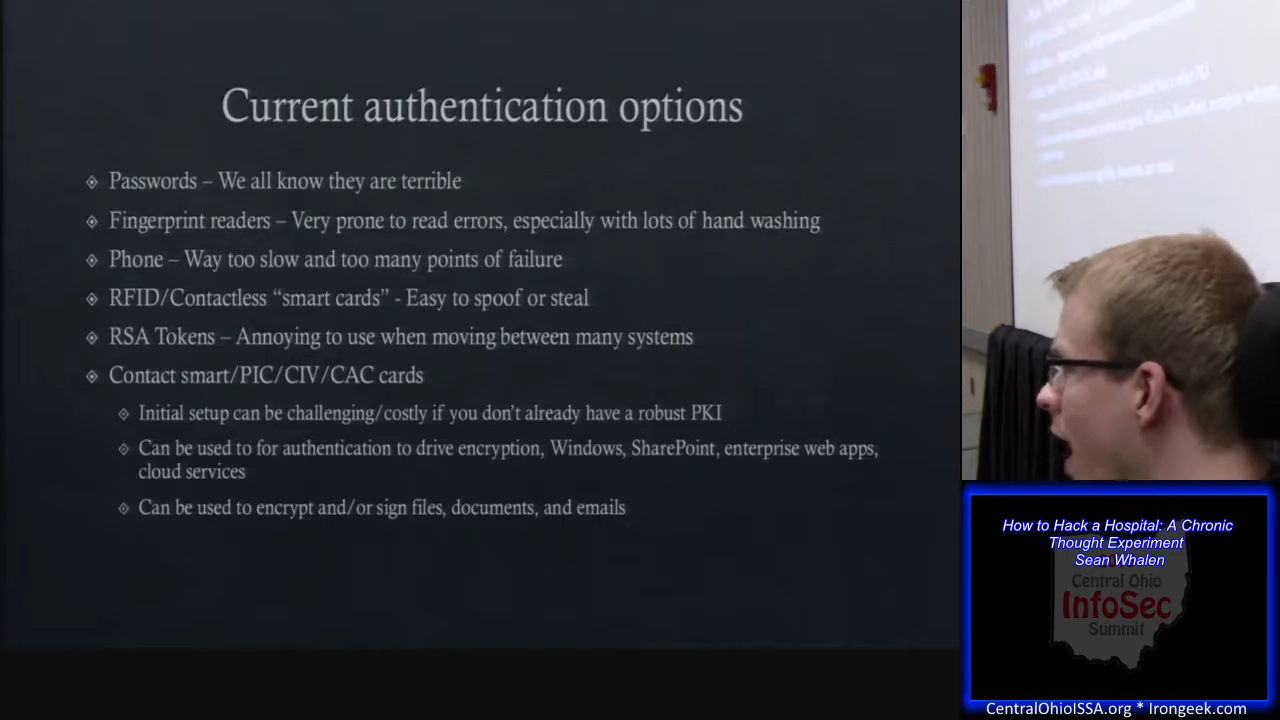 Current authentication options
Passwords – We all know they are terrible
Fingerprint readers – Very prone to read errors, especially with lots of hand washing
Phone – Way too slow and too many points of failure
RFID/Contactless “smart cards” - Easy to spoof or steal
RSA Tokens – Annoying to use when moving between many systems
Contact smart/PIC/CIV/CAC cards
Initial setup can be challenging/costly if you don’t already have a robust PKI
Can be used to for authentication to drive encryption, Windows, SharePoint, enterprise web apps,
cloud services
Can be used to encrypt and/or sign files, documents, and emails
How to Hack a Hospital: A Chronic
Thought Experiment
Sean Whalen
Central Ohio
InfoSec
Summit
CentralOhioISSA.org * Irongeek.com